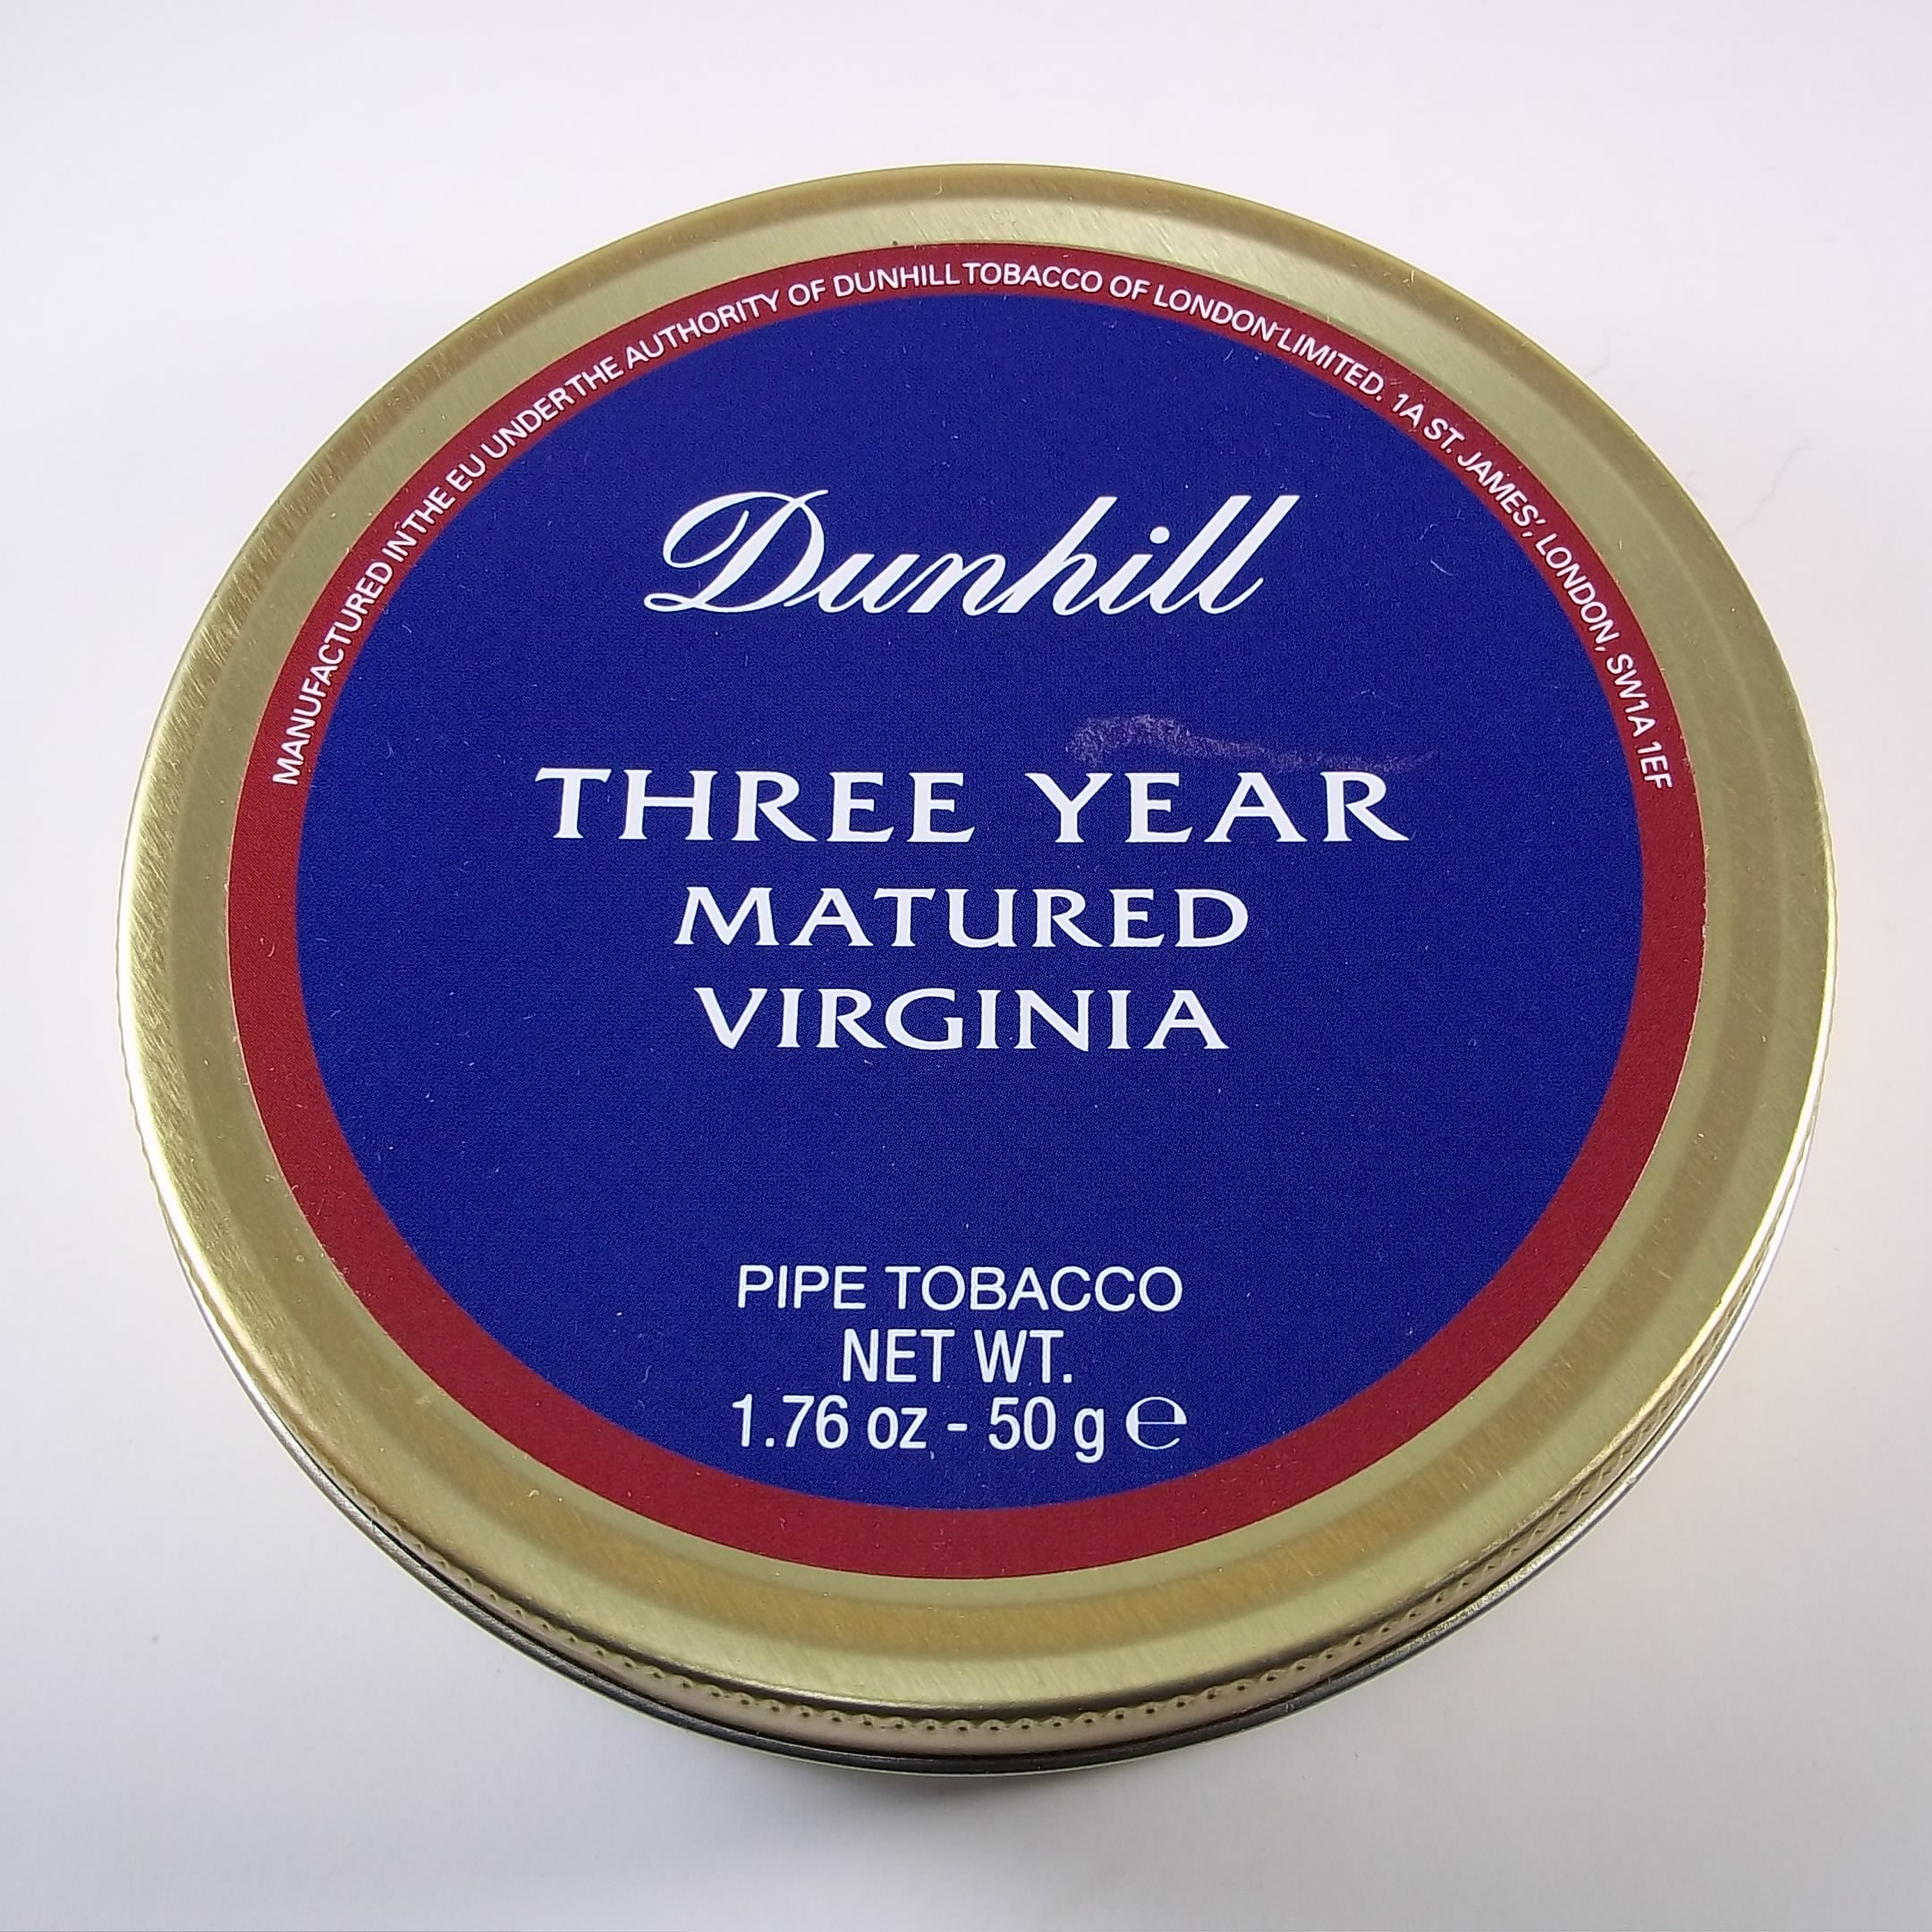 MANUFACTURED IN THE EU UNDER THE AUTHORITY OF DUNHILL TOBACCO OF LONDON LIMITED. 1A ST. JAMES', LONDON, SW1A 1EF
Dunhill
THREE YEAR
MATURED
VIRGINIA
PIPE TOBACCO
NET WT.
1.76 oz - 50 g ℮